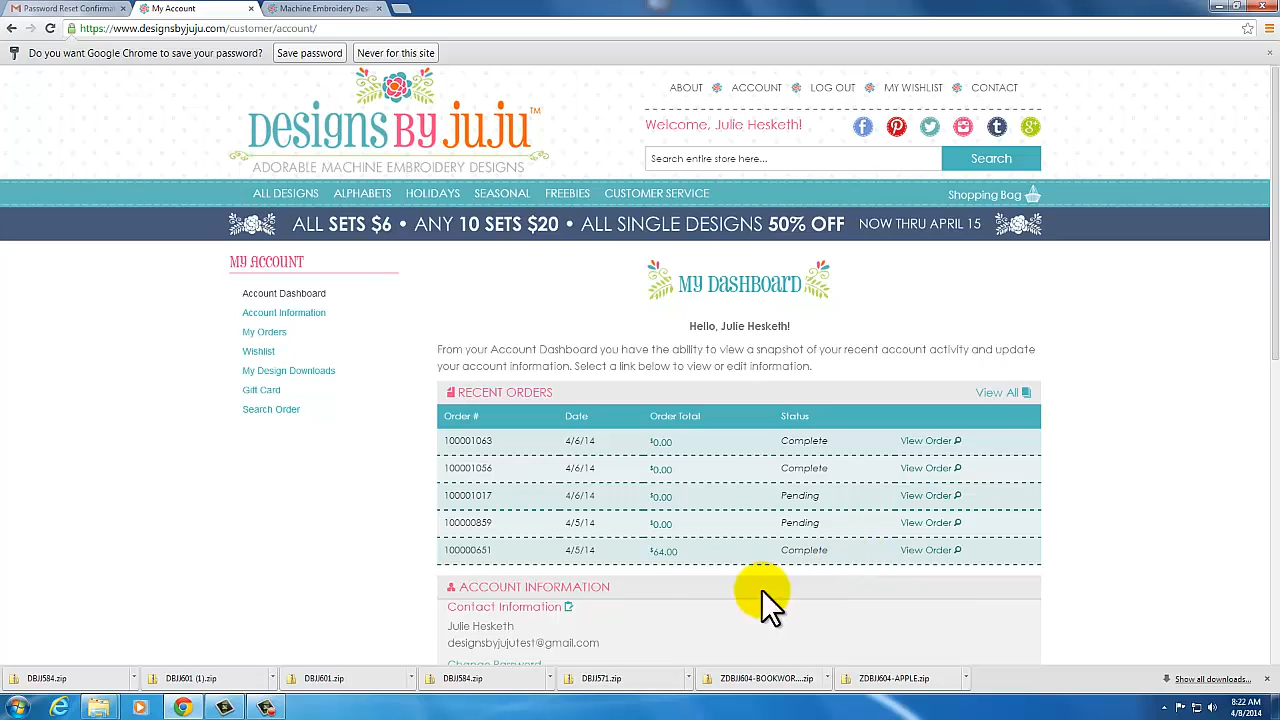 Password Reset Confirmat
My Account
Machine Embroidery Desi
https://www.designsbyjuju.com/customer/account/
Do you want Google Chrome to save your password?
Save password
Never for this site
ABOUT ACCOUNT LOG OUT MY WISHLIST CONTACT
DESIGNS BY JUJU™
ADORABLE MACHINE EMBROIDERY DESIGNS
Welcome, Julie Hesketh!
Search entire store here...
Search
ALL DESIGNS ALPHABETS HOLIDAYS SEASONAL FREEBIES CUSTOMER SERVICE
Shopping Bag
ALL SETS $6 • ANY 10 SETS $20 • ALL SINGLE DESIGNS 50% OFF NOW THRU APRIL 15
MY ACCOUNT
Account Dashboard
Account Information
My Orders
Wishlist
My Design Downloads
Gift Card
Search Order
MY DASHBOARD
Hello, Julie Hesketh!
From your Account Dashboard you have the ability to view a snapshot of your recent account activity and update
your account information. Select a link below to view or edit information.
RECENT ORDERS View All
Order # Date Order Total Status
100001063 4/6/14 $0.00 Complete View Order
100001056 4/6/14 $0.00 Complete View Order
100001017 4/6/14 $0.00 Pending View Order
100000859 4/5/14 $0.00 Pending View Order
100000651 4/5/14 $64.00 Complete View Order
ACCOUNT INFORMATION
Contact Information
Julie Hesketh
designsbyjujutest@gmail.com
Change Password
DBJJ584.zip
DBJJ601 (1).zip
DBJJ601.zip
DBJJ584.zip
DBJJ571.zip
ZDBJJ604-BOOKWOR....zip
ZDBJJ604-APPLE.zip
Show all downloads...
8:22 AM
4/8/2014